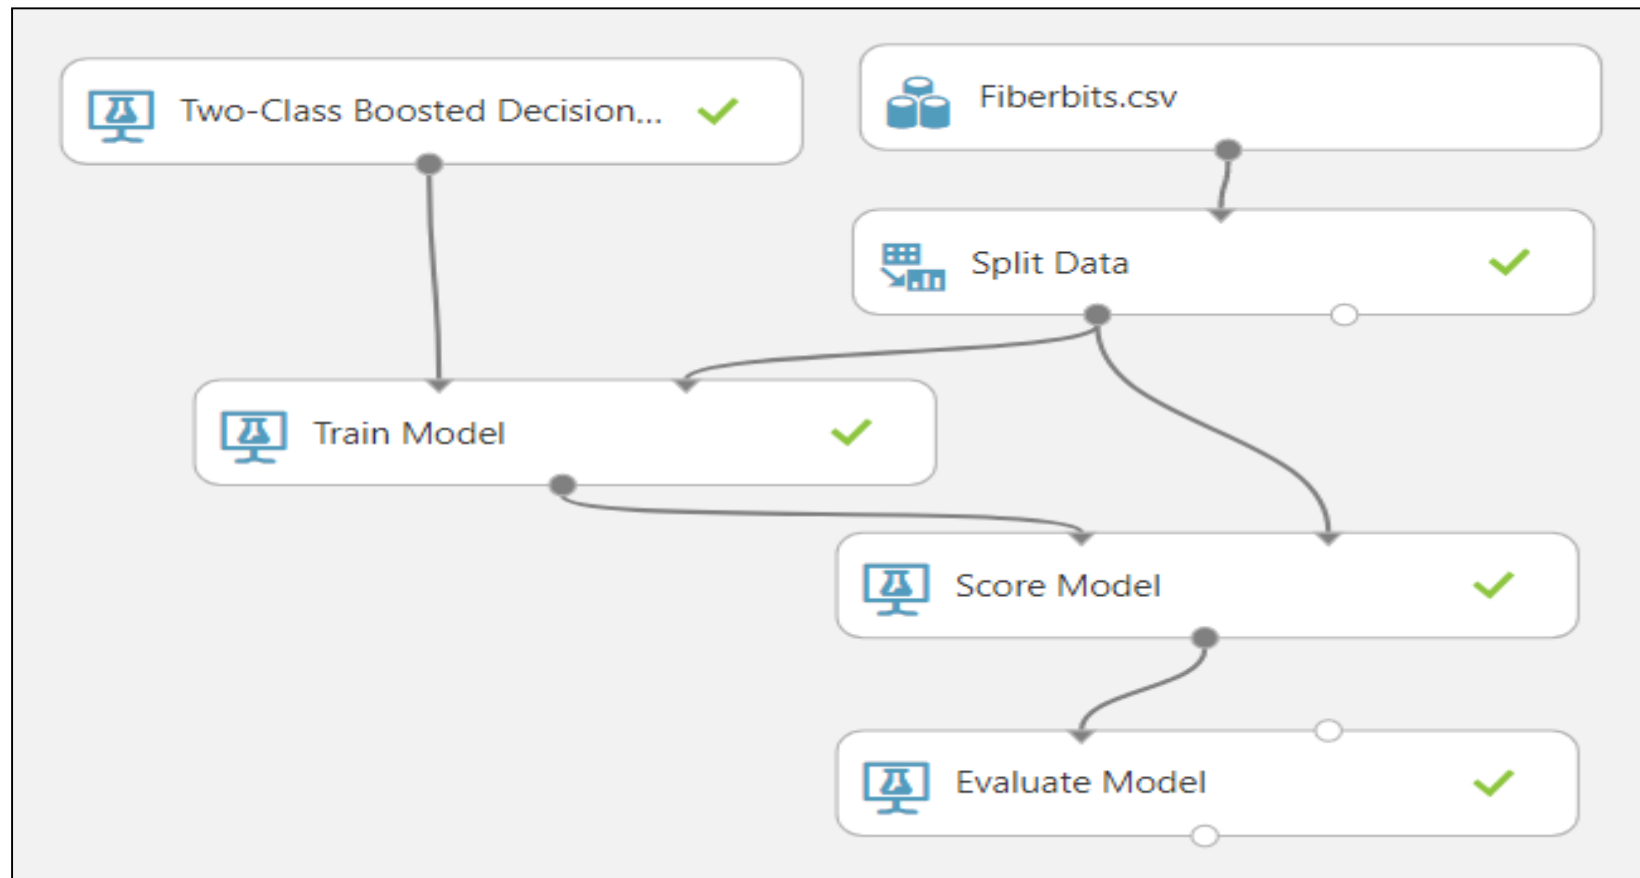 Two-Class Boosted Decision...
Fiberbits.csv
Split Data
Train Model
Score Model
Evaluate Model